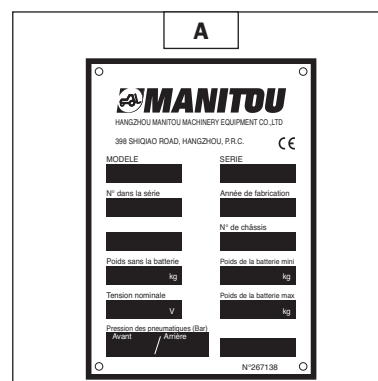 A
MANITOU
HANGZHOU MANITOU MACHINERY EQUIPMENT CO.,LTD
398 SHIQIAO ROAD, HANGZHOU, P.R.C. CE
MODELE SERIE
N° dans la série Année de fabrication
N° de châssis
Poids sans la batterie Poids de la batterie mini
kg kg
Tension nominale Poids de la batterie max
V kg
Pression des pneumatiques (Bar)
Avant / Arrière
N°267138